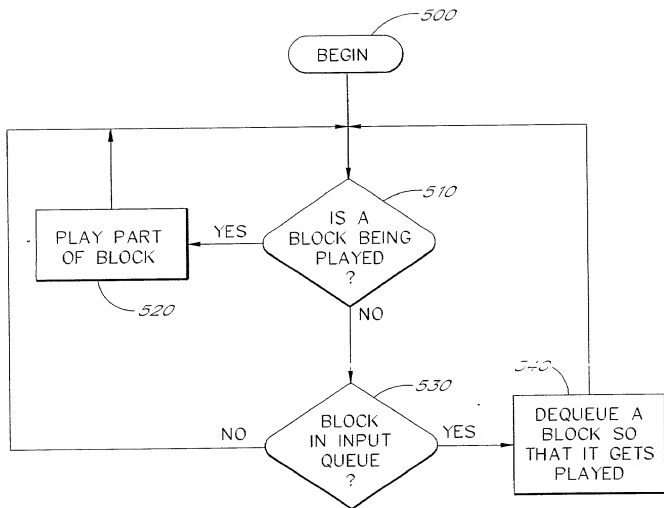 500
BEGIN
510
IS A
BLOCK BEING
PLAYED
?
YES
PLAY PART
OF BLOCK
520
NO
530
BLOCK
IN INPUT
QUEUE
?
NO
YES
540
DEQUEUE A
BLOCK SO
THAT IT GETS
PLAYED